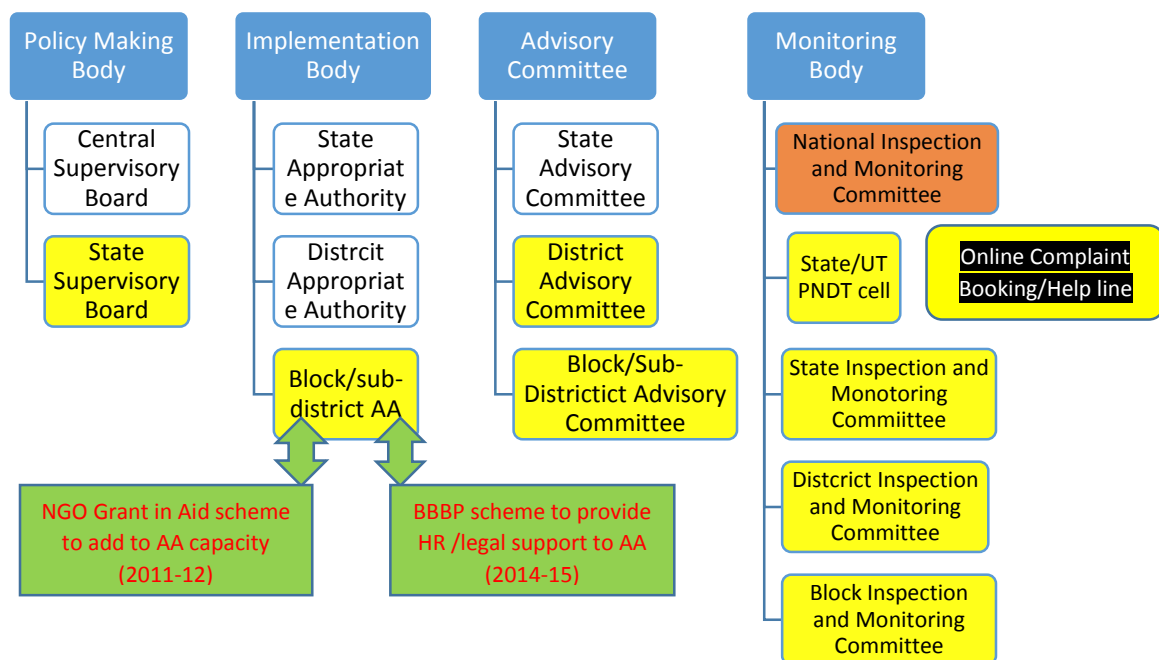 Policy Making
Body
Central
Supervisory
Board
State
Supervisory
Board
Implementation
Body
State
Appropriat
e Authority
Distrcit
Appropriat
e Authority
Block/sub-
district AA
NGO Grant in Aid scheme
to add to AA capacity
(2011-12)
BBBP scheme to provide
HR /legal support to AA
(2014-15)
Advisory
Committee
State
Advisory
Committee
District
Advisory
Committee
Block/Sub-
Districtict Advisory
Committee
Monitoring
Body
National Inspection
and Monitoring
Committee
State/UT
PNDT cell
Online Complaint
Booking/Help line
State Inspection and
Monotoring
Commiittee
Distcrict Inspection
and Monitoring
Committee
Block Inspection
and Monitoring
Committee